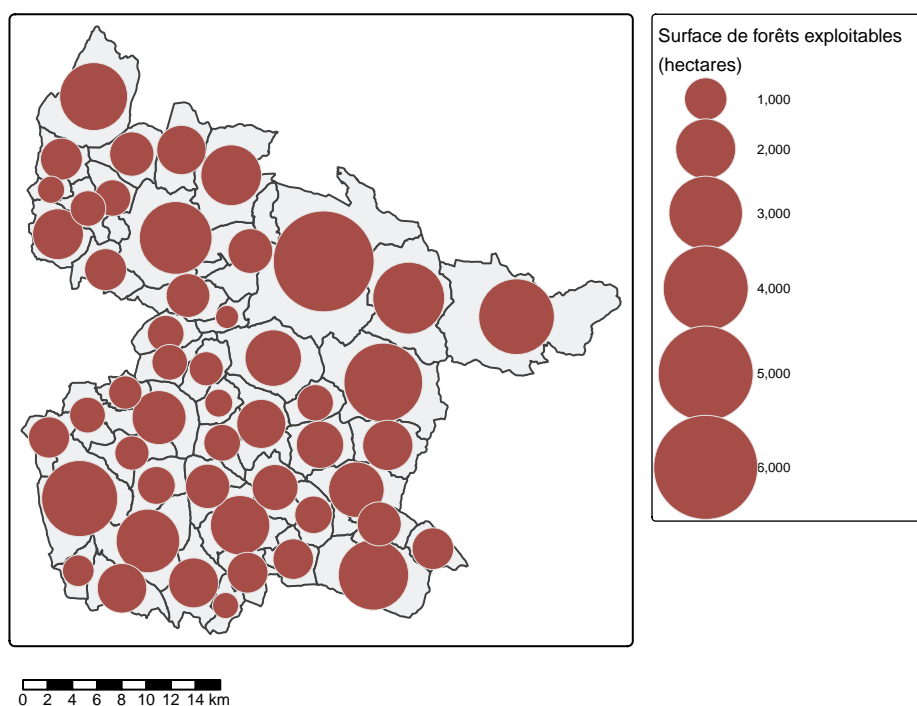 Surface de forêts exploitables
(hectares)
1,000
2,000
3,000
4,000
5,000
6,000
0 2 4 6 8 10 12 14 km